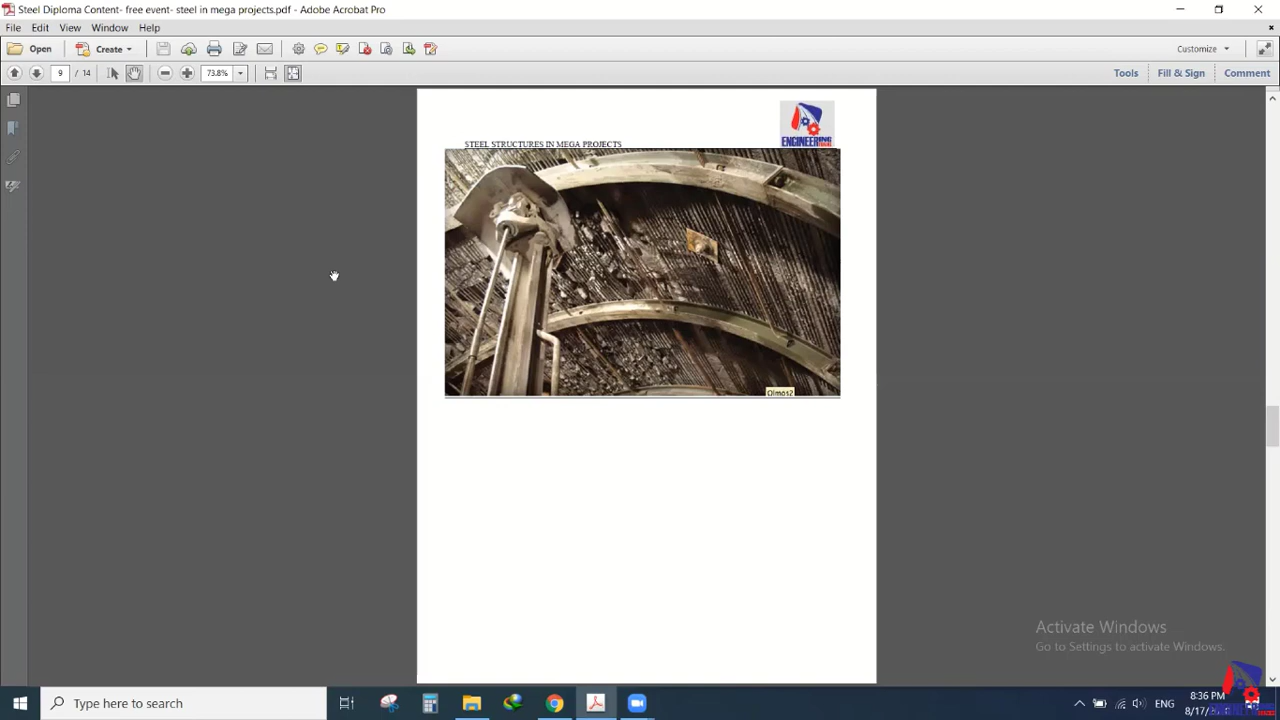 Steel Diploma Content- free event- steel in mega projects.pdf - Adobe Acrobat Pro
File Edit View Window Help
Open Create Customize
9 / 14 73.8% Tools Fill & Sign Comment
ENGINEERING
STEEL STRUCTURES IN MEGA PROJECTS
Olmos2
Activate Windows
Go to Settings to activate Windows.
Type here to search
ENG
8:36 PM